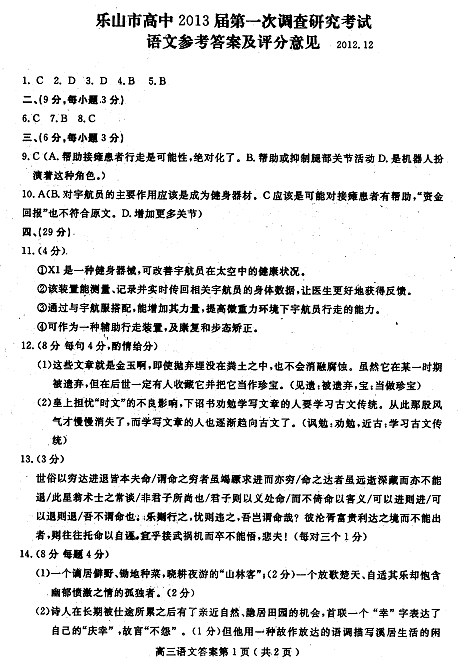 乐山市高中2013届第一次调查研究考试
语文参考答案及评分意见 2012.12
1. C 2. D 3. D 4. B 5. B
二、(9分,每小题3分)
6. C 7. B 8. C
三、(6分,每小题3分)
9. C (A. 帮助接瘫患者行走是可能性,绝对化了。B. 帮助或抑制腿部关节活动 D. 是机器人扮
演着这种角色。)
10. A(B. 对宇航员的主要作用应该是成为健身器材。C应该是可能对接瘫患者有帮助,“资金
回报”也不符合原文。D. 增加更多关节)
四、(29分)
11. (4分)
①X1是一种健身器械,可改善宇航员在太空中的健康状况。
②该装置能测量、记录并实时传回相关宇航员的身体数据,让医生更好地获得反馈。
③通过与宇航服搭配,能增加其力量,提高微重力环境下宇航员行走的能力。
④可作为一种辅助行走装置,及康复和步态矫正。
12. (8分 每句4分,酌情给分)
(1)这些文章就是金玉啊,即使抛弃埋没在粪土之中,也不会消融腐蚀。虽然它在某一时期
被遗弃,但在后世一定有人收藏它并把它当作珍宝。(见遗:被遗弃,宝:当做珍宝)
(2)皇上担忧“时文”的不良影响,下诏书劝勉学写文章的人要学习古文传统。从此那股风
气才慢慢消失了,而学写文章的人也逐渐趋向古文了。(讽勉:劝勉,近古:学习古文传
统)
13. (3分)
世俗以穷达进退皆本夫命/谓命之穷者虽竭蹶求进而亦穷/命之达者虽远逝深藏而亦不能
退/此星翁术士之常谈/非君子所尚也/君子则以义处命/而不倚命以害义/可以进则进/可
以退则退/吾不谓命也;乐则行之,忧则违之,吾岂谓命哉?彼沦胥富贵利达之境而不能出
者,则往往托命以自诬,宜乎接武祸机而卒不能悟,悲夫!(每对三个1分)
14. (8分 每题4分)
(1)一个谪居僻野、锄地种菜,晓耕夜游的“山林客”;(2分)一个放歌楚天、自适其乐却饱含
幽郁愤激之情的孤独者。(2分)
(2)诗人在长期被仕途所累之后有了亲近自然、隐居田园的机会,首联一个“幸”字表达了
自己的“庆幸”,故言“不怨”。(1分)但他用一种故作放达的语调描写溪居生活的闲
高三语文答案第1页(共2页)